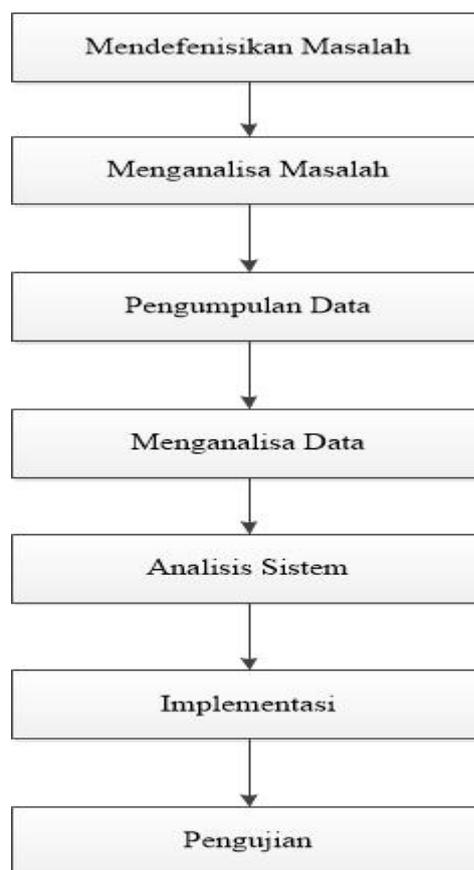 Mendefenisikan Masalah
Menganalisa Masalah
Pengumpulan Data
Menganalisa Data
Analisis Sistem
Implementasi
Pengujian